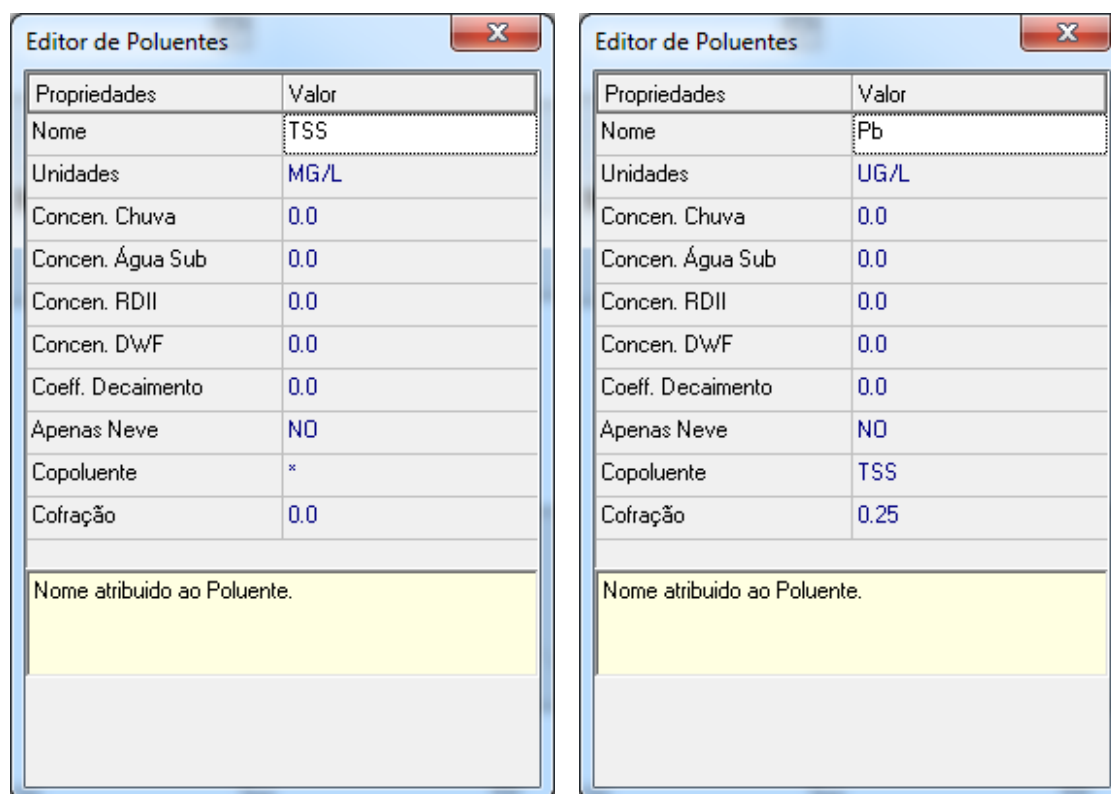 Editor de Poluentes
Propriedades Valor
Nome TSS
Unidades MG/L
Concen. Chuva 0.0
Concen. Água Sub 0.0
Concen. RDII 0.0
Concen. DWF 0.0
Coeff. Decaimento 0.0
Apenas Neve NO
Copoluente *
Cofração 0.0
Nome atribuido ao Poluente.
Editor de Poluentes
Propriedades Valor
Nome Pb
Unidades UG/L
Concen. Chuva 0.0
Concen. Água Sub 0.0
Concen. RDII 0.0
Concen. DWF 0.0
Coeff. Decaimento 0.0
Apenas Neve NO
Copoluente TSS
Cofração 0.25
Nome atribuido ao Poluente.